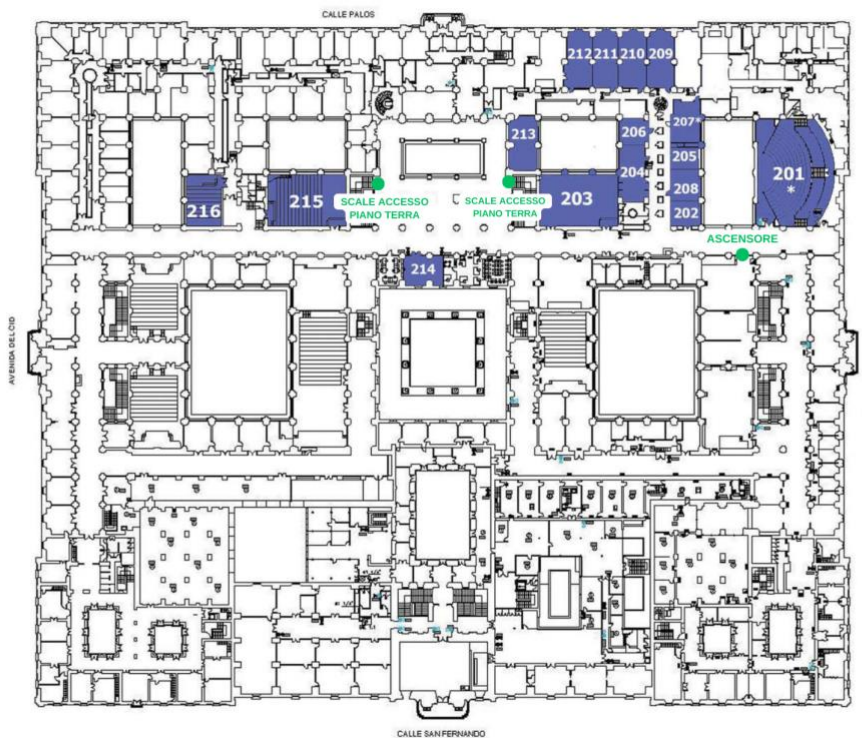 CALLE PALOS
212 211 210 209
213
206
207*
205
204
208
202
201
*
216
215
203
SCALE ACCESSO
PIANO TERRA
SCALE ACCESSO
PIANO TERRA
ASCENSORE
214
AVENIDA DEL CID
CALLE SAN FERNANDO